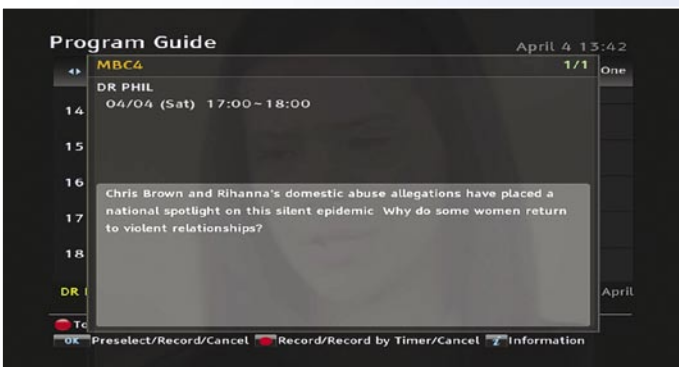 Program Guide
April 4 13:42
MBC4
1/1
One
DR PHIL
04/04 (Sat) 17:00~18:00
14
15
16
17
18
Chris Brown and Rihanna's domestic abuse allegations have placed a
national spotlight on this silent epidemic Why do some women return
to violent relationships?
DR
April
OK Preselect/Record/Cancel Record/Record by Timer/Cancel i Information